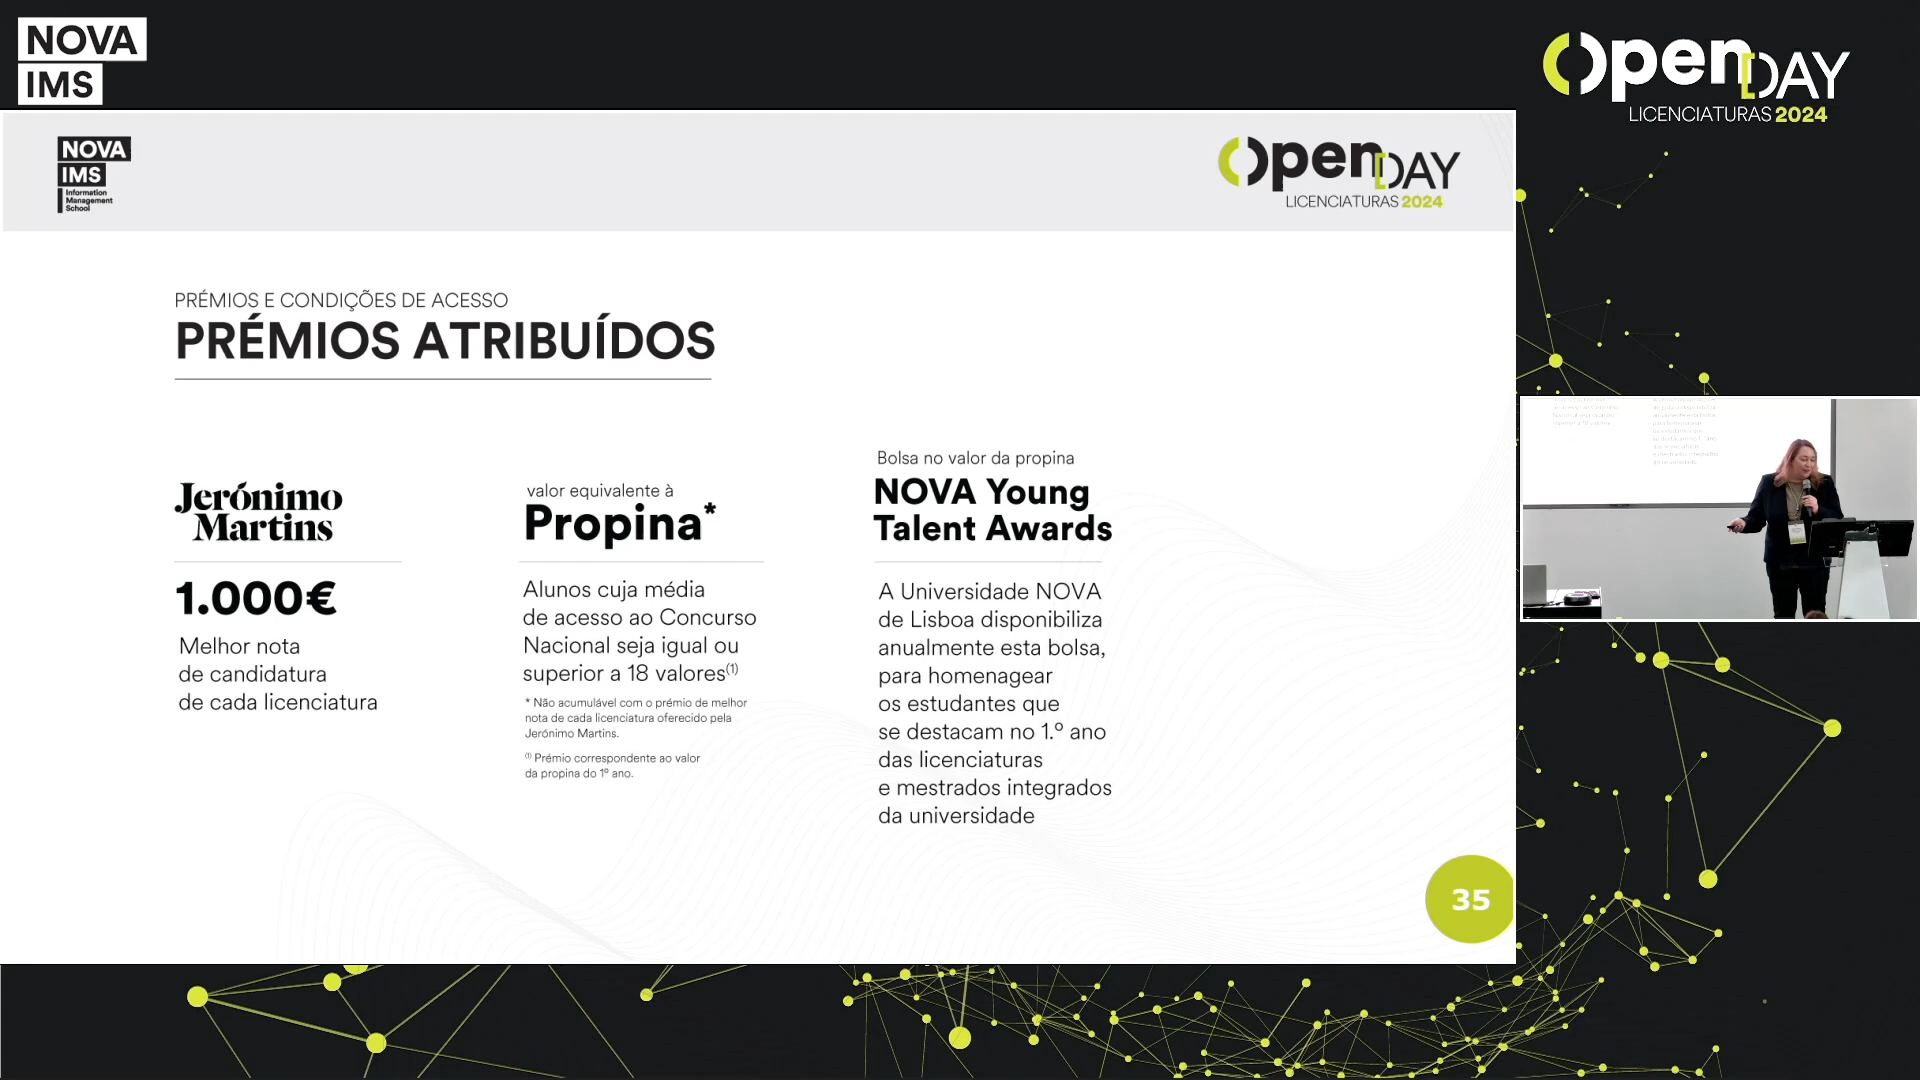 NOVA
IMS
OpenDAY
LICENCIATURAS 2024
NOVA
IMS
Information
Management
School
OpenDAY
LICENCIATURAS 2024
PRÉMIOS E CONDIÇÕES DE ACESSO
PRÉMIOS ATRIBUÍDOS
Jerónimo
Martins
1.000€
Melhor nota
de candidatura
de cada licenciatura
valor equivalente à
Propina*
Alunos cuja média
de acesso ao Concurso
Nacional seja igual ou
superior a 18 valores(1)
* Não acumulável com o prémio de melhor
nota de cada licenciatura oferecido pela
Jerónimo Martins.
(1) Prémio correspondente ao valor
da propina do 1º ano.
Bolsa no valor da propina
NOVA Young
Talent Awards
A Universidade NOVA
de Lisboa disponibiliza
anualmente esta bolsa,
para homenagear
os estudantes que
se destacam no 1.º ano
das licenciaturas
e mestrados integrados
da universidade
35